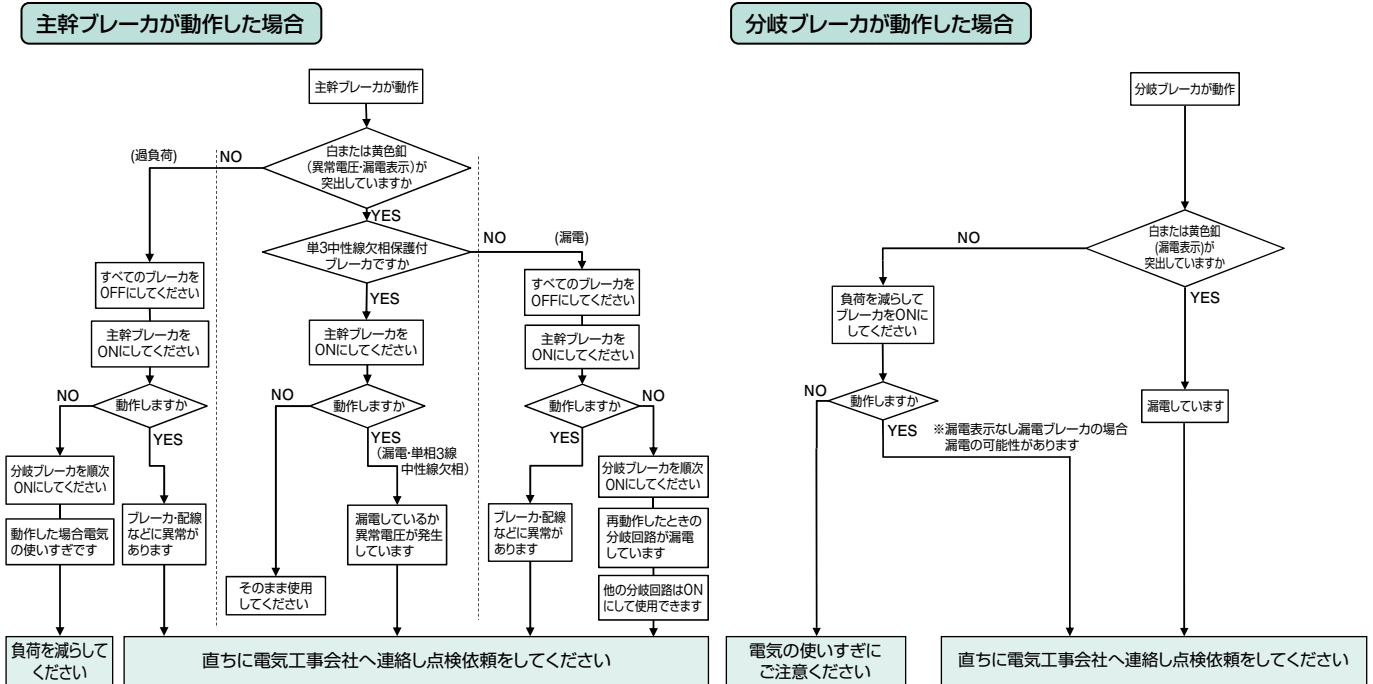 主幹ブレーカが動作した場合
主幹ブレーカが動作
白または黄色釦
(異常電圧・漏電表示)が
突出していますか
(過負荷)
NO
YES
単3中性線欠相保護付
ブレーカですか
NO
(漏電)
YES
すべてのブレーカを
OFFにしてください
主幹ブレーカを
ONにしてください
動作しますか
NO
YES
分岐ブレーカを順次
ONにしてください
動作した場合電気
の使いすぎです
ブレーカ・配線
などに異常が
あります
主幹ブレーカを
ONにしてください
動作しますか
NO
YES
(漏電・単相3線
中性線欠相)
そのまま使用
してください
漏電しているか
異常電圧が発生
しています
すべてのブレーカを
OFFにしてください
主幹ブレーカを
ONにしてください
動作しますか
NO
YES
ブレーカ・配線
などに異常が
あります
分岐ブレーカを順次
ONにしてください
再動作したときの
分岐回路が漏電
しています
他の分岐回路はON
にして使用できます
負荷を減らして
ください
直ちに電気工事会社へ連絡し点検依頼をしてください
分岐ブレーカが動作した場合
分岐ブレーカが動作
白または黄色釦
(漏電表示)が
突出していますか
NO
YES
負荷を減らして
ブレーカをONに
してください
動作しますか
NO
YES
※漏電表示なし漏電ブレーカの場合
漏電の可能性があります
漏電しています
電気の使いすぎに
ご注意ください
直ちに電気工事会社へ連絡し点検依頼をしてください